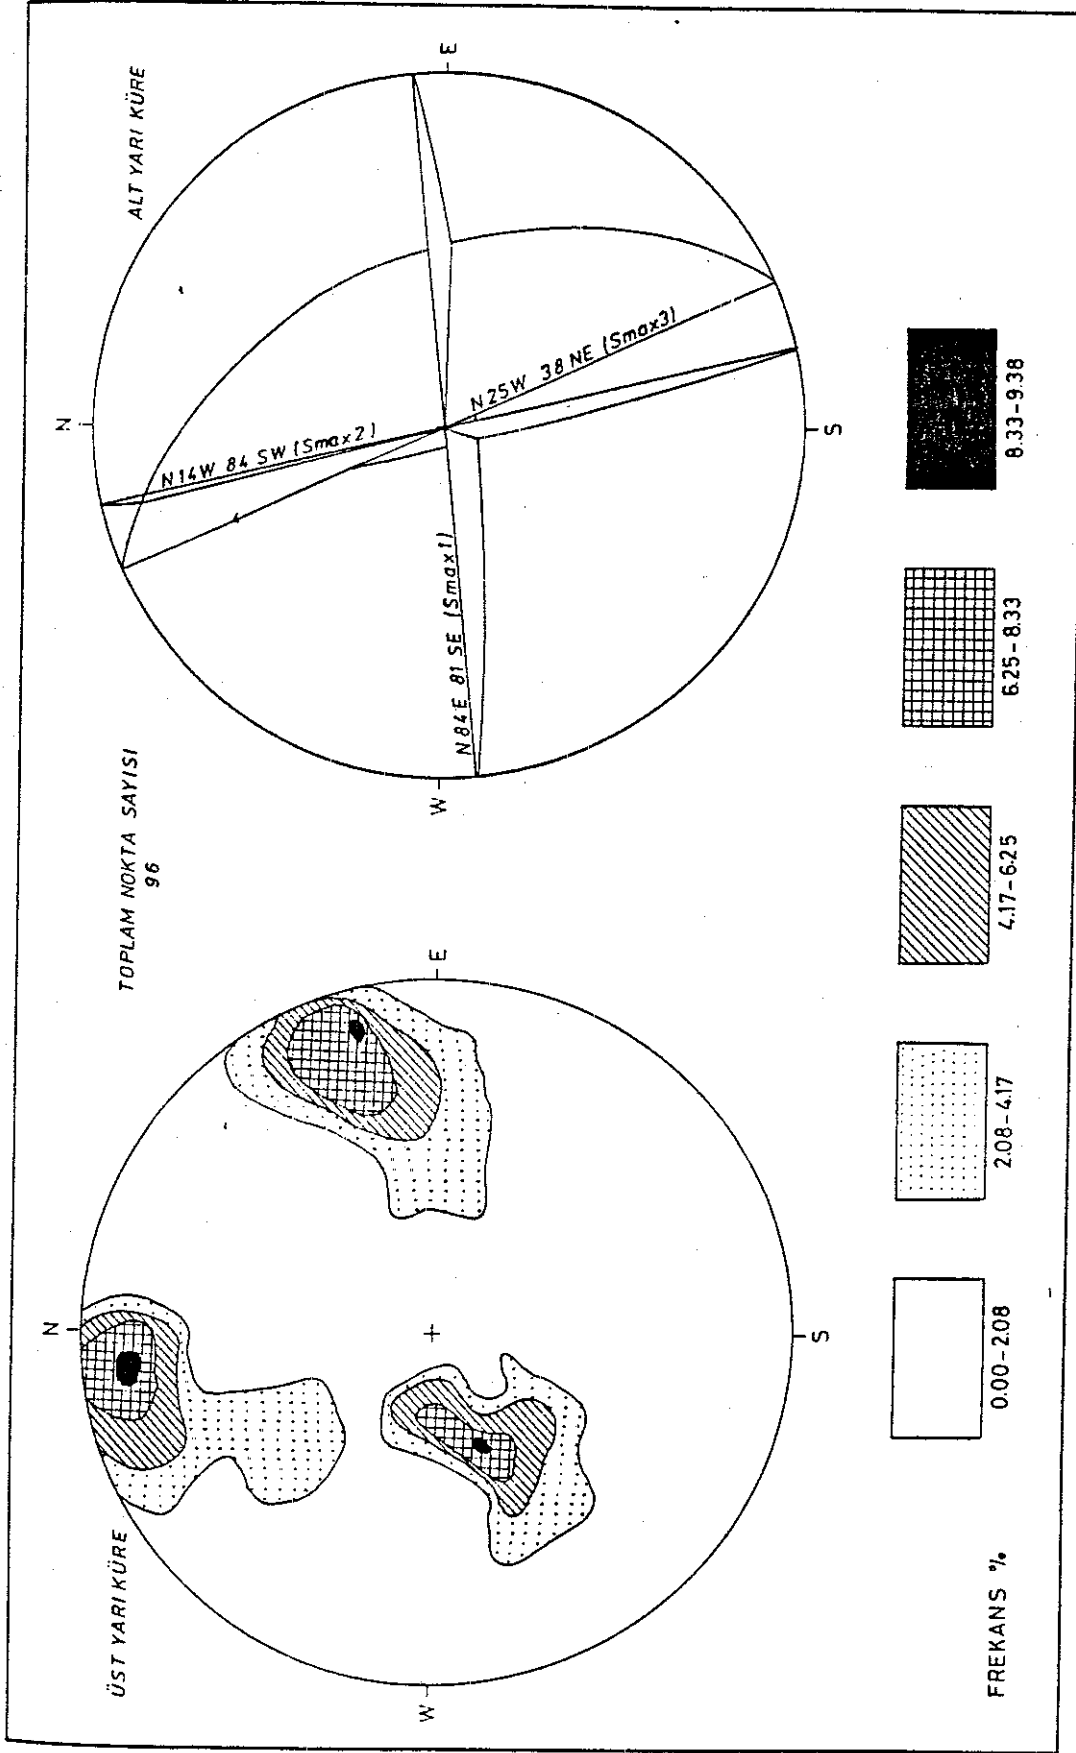 ÜST YARI KÜRE
TOPLAM NOKTA SAYISI
96
ALT YARI KÜRE
N
W
E
S
N
W
E
S
N14W 84 SW (Smax2)
N84E 81 SE (Smax1)
N25W 38 NE (Smax3)
FREKANS %
0.00-2.08
2.08-4.17
4.17-6.25
6.25-8.33
8.33-9.38